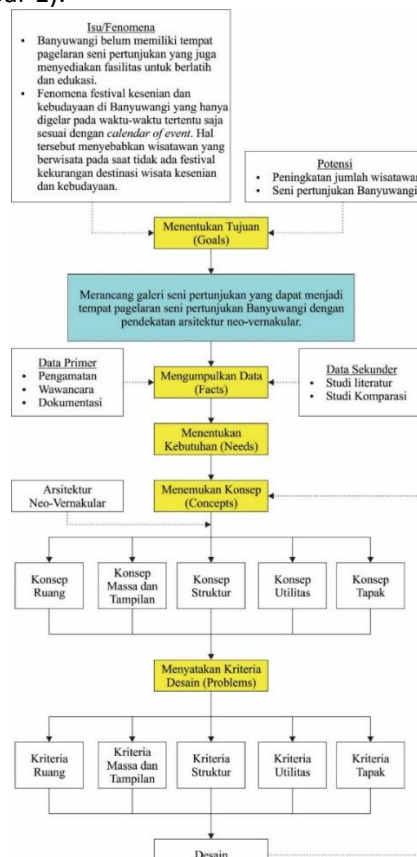 Isu/Fenomena
• Banyuwangi belum memiliki tempat
pagelaran seni pertunjukan yang juga
menyediakan fasilitas untuk berlatih
dan edukasi.
• Fenomena festival kesenian dan
kebudayaan di Banyuwangi yang hanya
digelar pada waktu-waktu tertentu saja
sesuai dengan calendar of event. Hal
tersebut menyebabkan wisatawan yang
berwisata pada saat tidak ada festival
kekurangan destinasi wisata kesenian
dan kebudayaan.
Potensi
• Peningkatan jumlah wisatawan
• Seni pertunjukan Banyuwangi
Menentukan Tujuan
(Goals)
Merancang galeri seni pertunjukan yang dapat menjadi
tempat pagelaran seni pertunjukan Banyuwangi dengan
pendekatan arsitektur neo-vernakular.
Data Primer
• Pengamatan
• Wawancara
• Dokumentasi
Mengumpulkan Data
(Facts)
Data Sekunder
• Studi literatur
• Studi Komparasi
Menentukan
Kebutuhan (Needs)
Arsitektur
Neo-Vernakular
Menemukan Konsep
(Concepts)
Konsep
Ruang
Konsep
Massa dan
Tampilan
Konsep
Struktur
Konsep
Utilitas
Konsep
Tapak
Menyatakan Kriteria
Desain (Problems)
Kriteria
Ruang
Kriteria
Massa dan
Tampilan
Kriteria
Struktur
Kriteria
Utilitas
Kriteria
Tapak
Desain